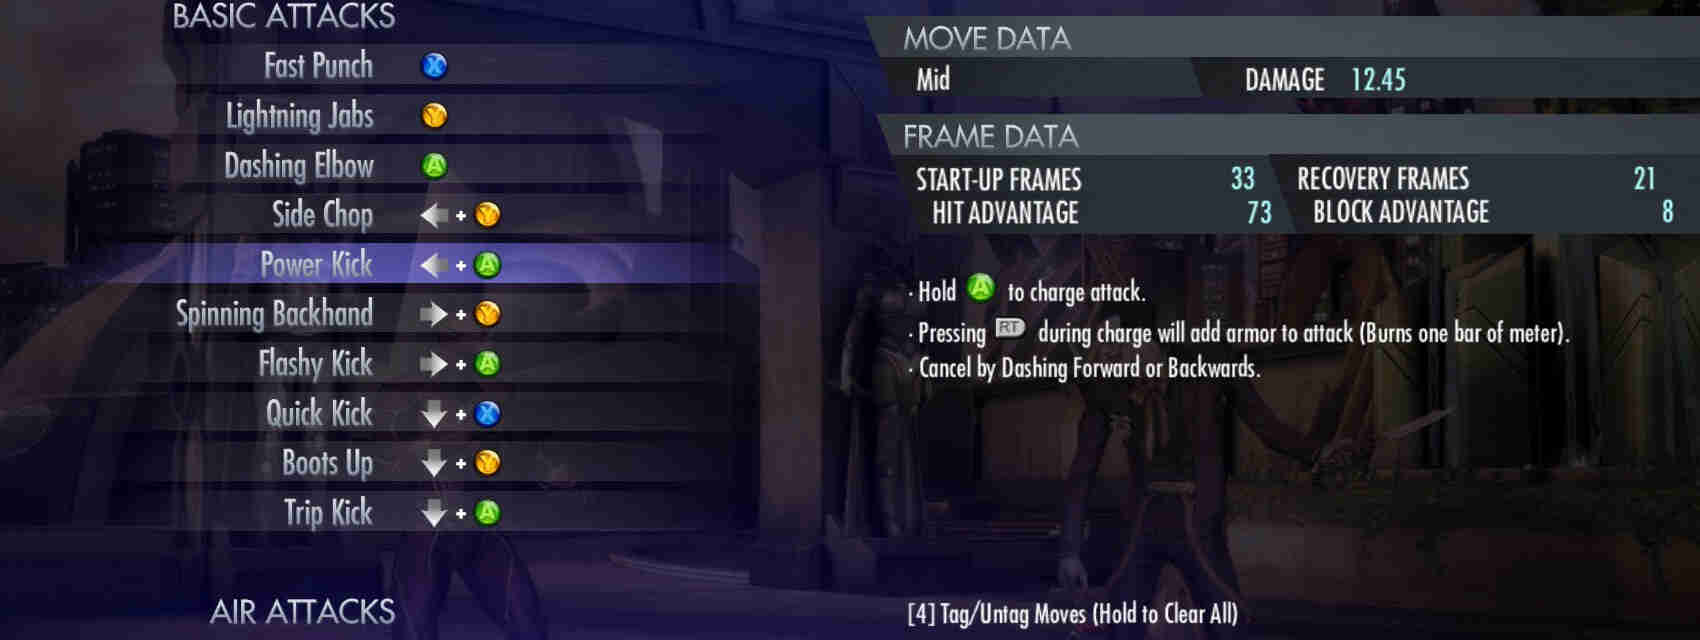 BASIC ATTACKS
Fast Punch X
Lightning Jabs Y
Dashing Elbow A
Side Chop + Y
Power Kick + A
Spinning Backhand + Y
Flashy Kick + A
Quick Kick + X
Boots Up + Y
Trip Kick + A
AIR ATTACKS
MOVE DATA
Mid DAMAGE 12.45
FRAME DATA
START-UP FRAMES 33 RECOVERY FRAMES 21
HIT ADVANTAGE 73 BLOCK ADVANTAGE 8
· Hold A to charge attack.
· Pressing RT during charge will add armor to attack (Burns one bar of meter).
· Cancel by Dashing Forward or Backwards.
[4] Tag/Untag Moves (Hold to Clear All)